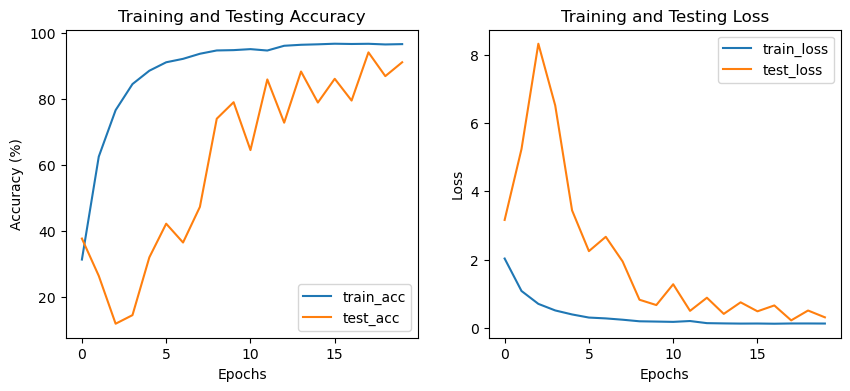 Training and Testing Accuracy
100
80
60
40
20
Accuracy (%)
0
5
10
15
Epochs
train_acc
test_acc
Training and Testing Loss
8
6
4
2
0
Loss
0
5
10
15
Epochs
train_loss
test_loss